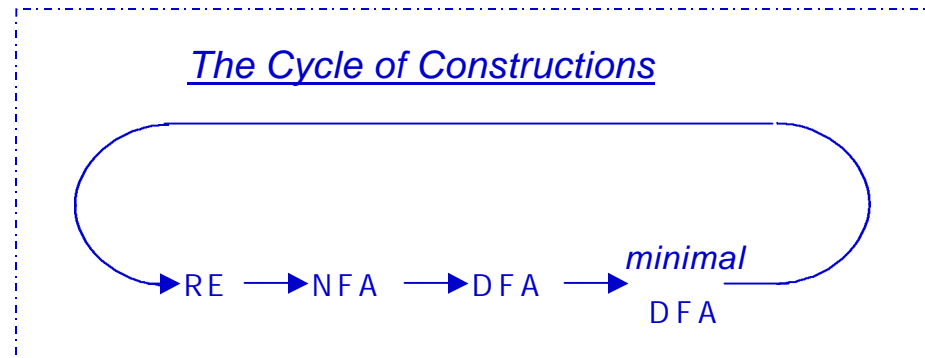 The Cycle of Constructions
minimal
RE NFA DFA
DFA